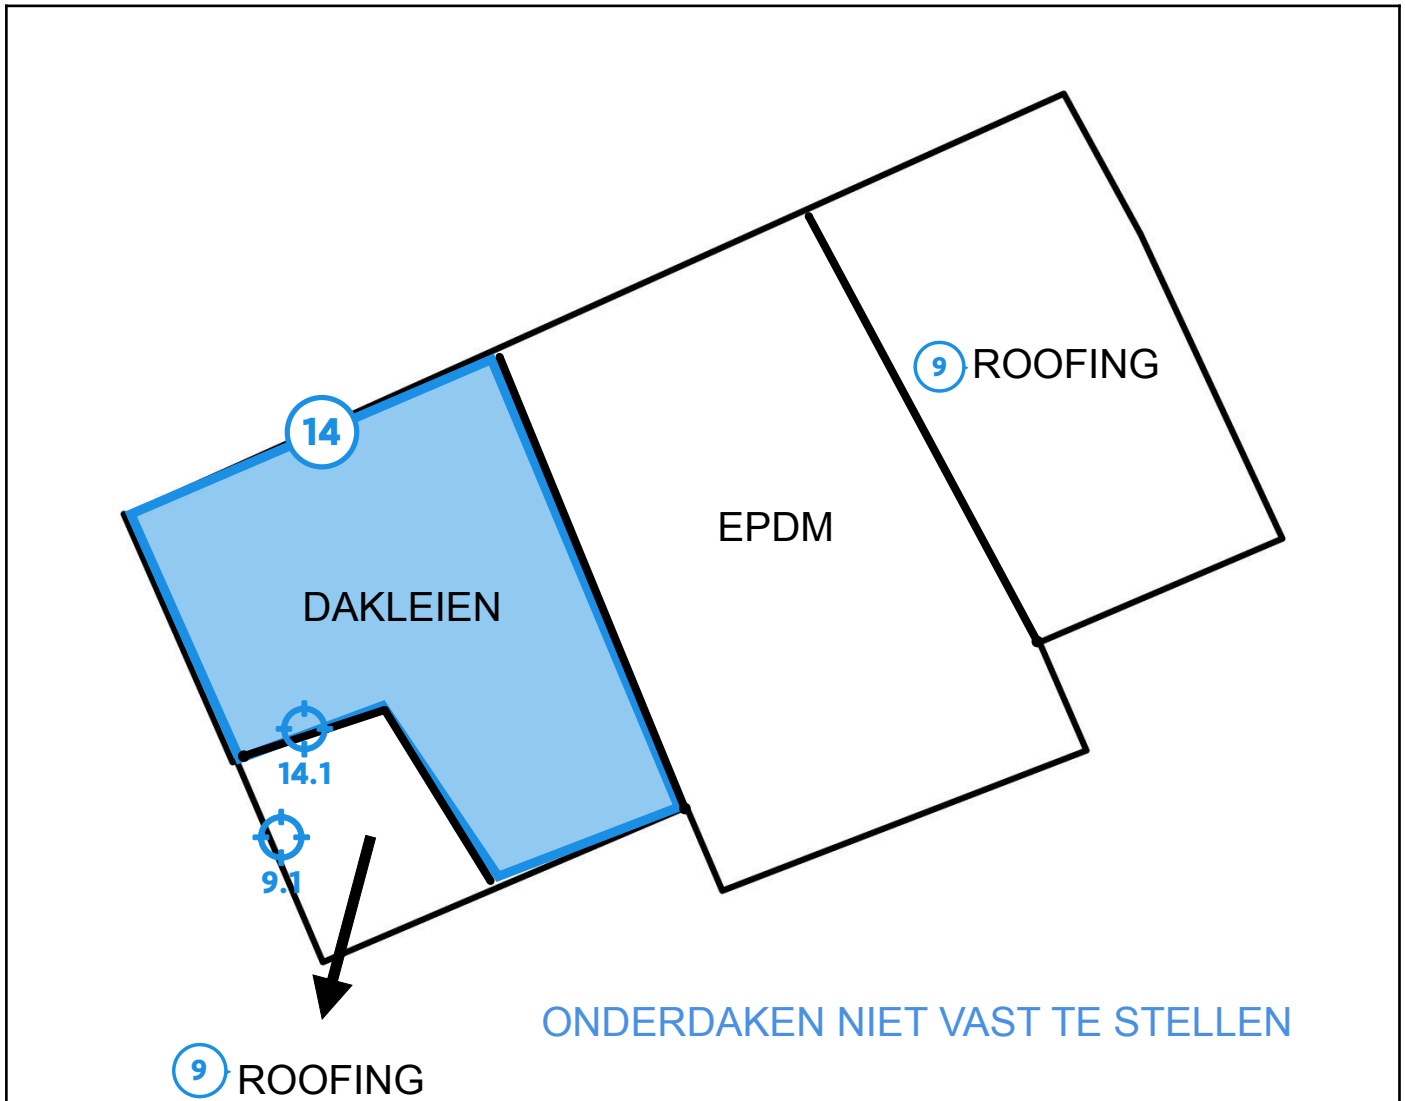 9 ROOFING
14
EPDM
DAKLEIEN
14.1
9.1
ONDERDAKEN NIET VAST TE STELLEN
9 ROOFING